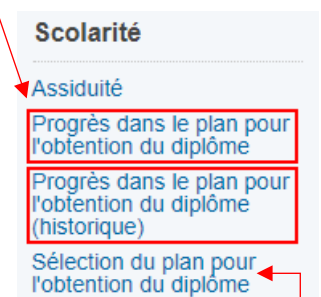 Scolarité
Assiduité
Progrès dans le plan pour
l'obtention du diplôme
Progrès dans le plan pour
l'obtention du diplôme
(historique)
Sélection du plan pour
l'obtention du diplôme